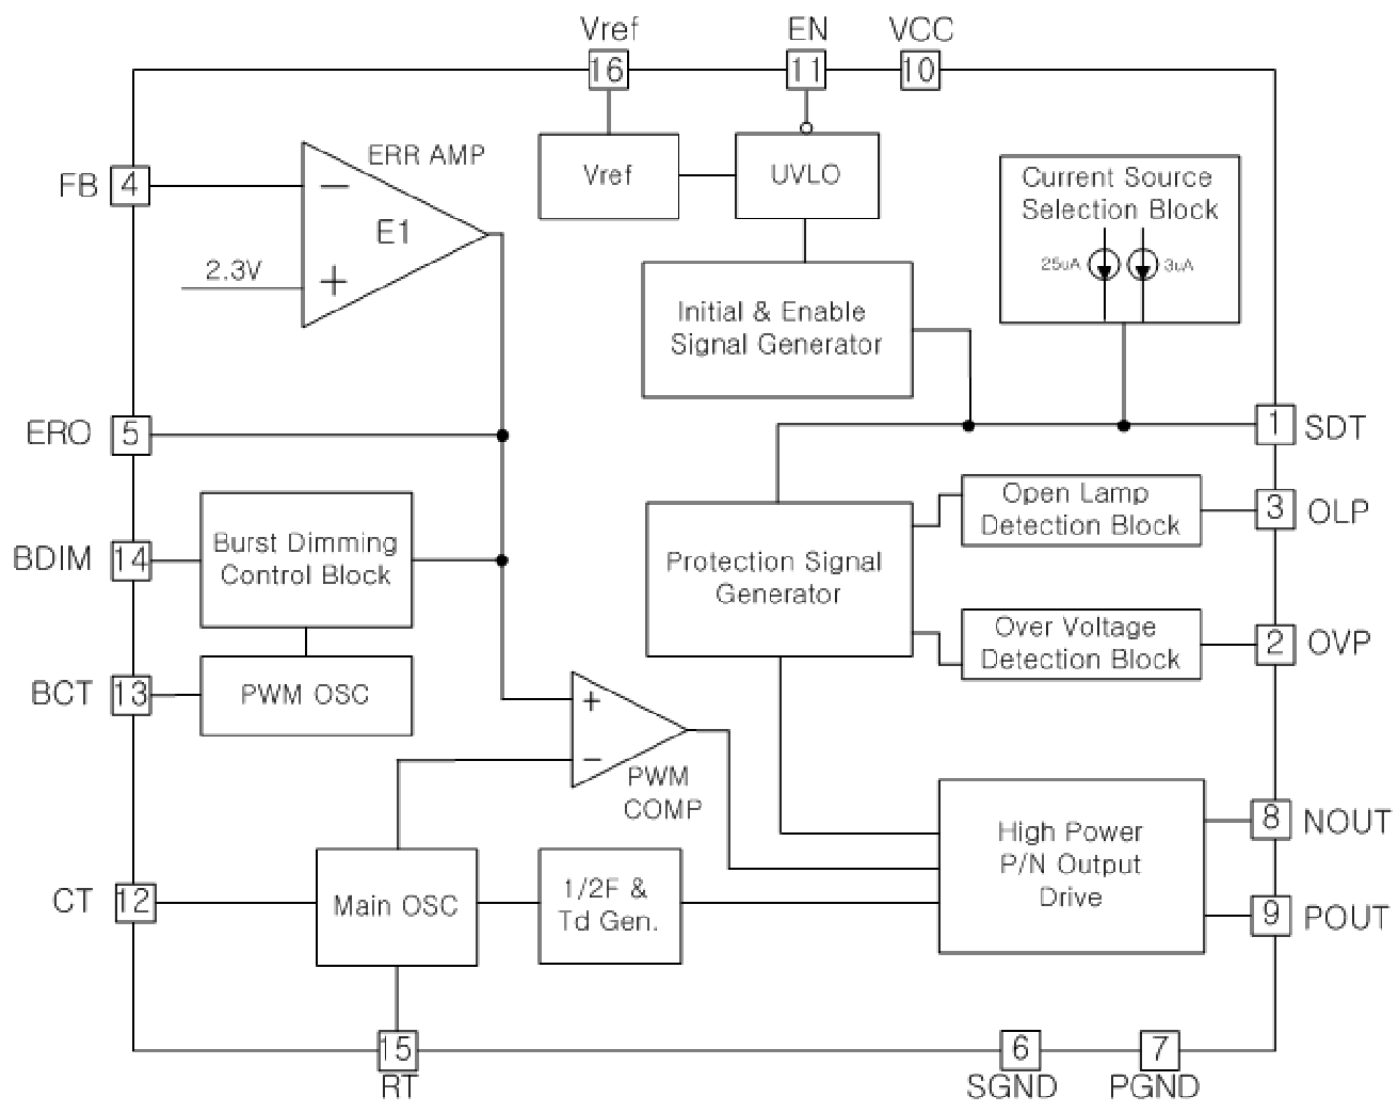 Vref
EN
VCC
16
11
10
ERR AMP
FB
4
−
E1
2.3V
+
Vref
UVLO
Current Source
Selection Block
25uA
3uA
Initial & Enable
Signal Generator
ERO
5
1
SDT
Open Lamp
Detection Block
3
OLP
BDIM
14
Burst Dimming
Control Block
Protection Signal
Generator
Over Voltage
Detection Block
2
OVP
BCT
13
PWM OSC
+
−
PWM
COMP
High Power
P/N Output
Drive
8
NOUT
9
POUT
CT
12
Main OSC
1/2F &
Td Gen.
15
RT
6
SGND
7
PGND